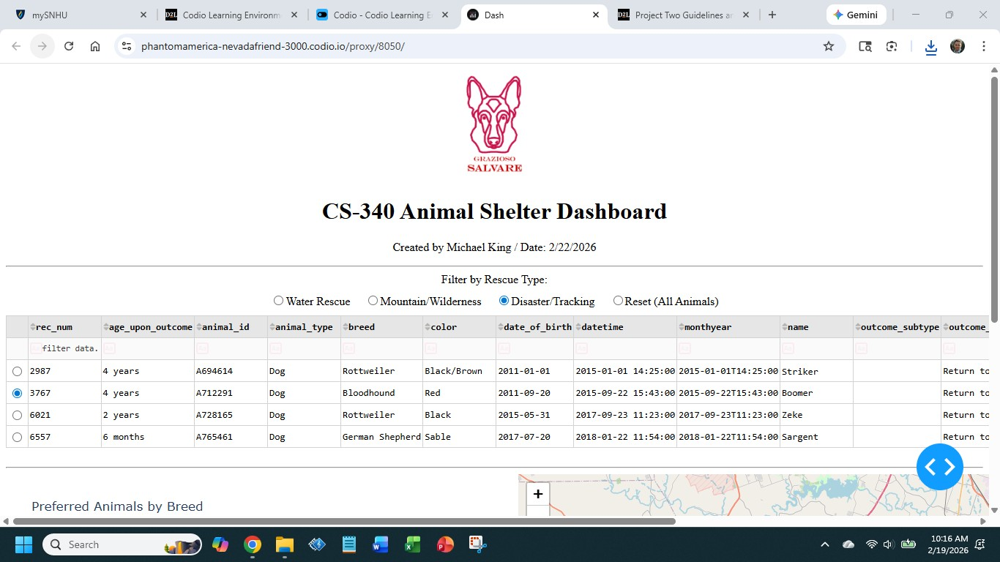 mySNHU
Codio Learning Environm
Codio - Codio Learning E
Dash
Project Two Guidelines an
Gemini
phantomamerica-nevadafriend-3000.codio.io/proxy/8050/
GRAZIOSO
SALVARE
CS-340 Animal Shelter Dashboard
Created by Michael King / Date: 2/22/2026
Filter by Rescue Type:
Water Rescue Mountain/Wilderness Disaster/Tracking Reset (All Animals)
rec_num age_upon_outcome animal_id animal_type breed color date_of_birth datetime monthyear name outcome_subtype outcome_
filter data.
2987 4 years A694614 Dog Rottweiler Black/Brown 2011-01-01 2015-01-01 14:25:00 2015-01-01T14:25:00 Striker Return to
3767 4 years A712291 Dog Bloodhound Red 2011-09-20 2015-09-22 15:43:00 2015-09-22T15:43:00 Boomer Return to
6021 2 years A728165 Dog Rottweiler Black 2015-05-31 2017-09-23 11:23:00 2017-09-23T11:23:00 Zeke Return to
6557 6 months A765461 Dog German Shepherd Sable 2017-07-20 2018-01-22 11:54:00 2018-01-22T11:54:00 Sargent Return to
Preferred Animals by Breed
+
Search
10:16 AM
2/19/2026